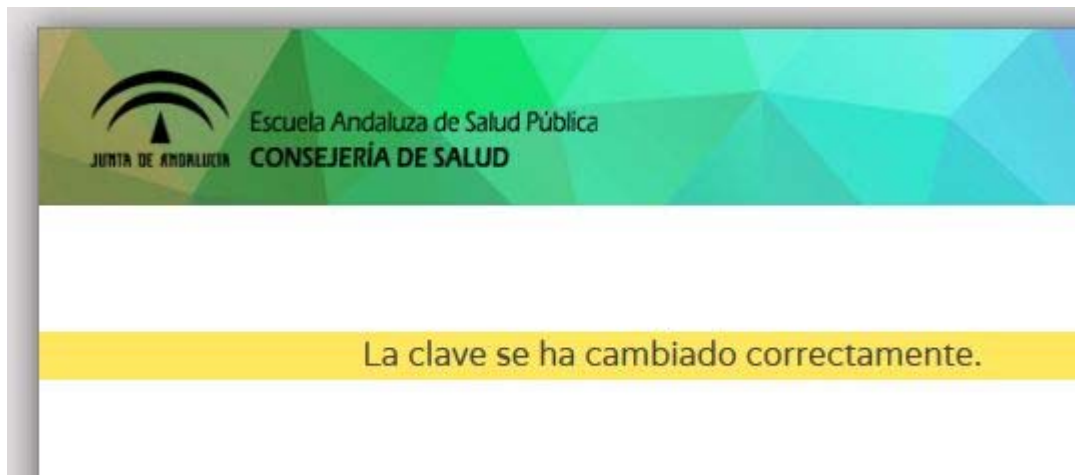 Escuela Andaluza de Salud Pública
JUNTA DE ANDALUCIA CONSEJERÍA DE SALUD
La clave se ha cambiado correctamente.